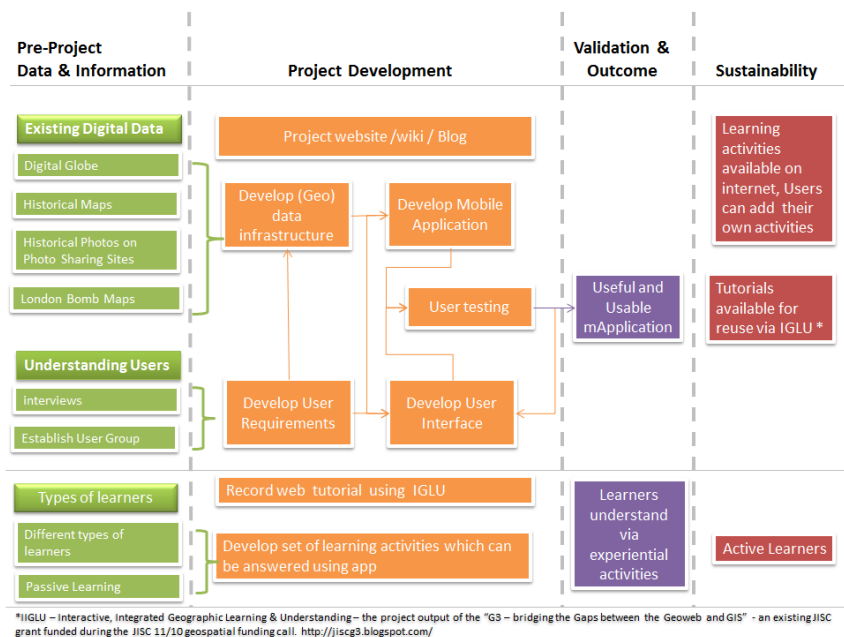 Pre-Project
Data & Information
Project Development
Validation &
Outcome
Sustainability
Existing Digital Data
Digital Globe
Historical Maps
Historical Photos on
Photo Sharing Sites
London Bomb Maps
Understanding Users
Interviews
Establish User Group
Types of learners
Different types of
learners
Passive Learning
Project website /wiki / Blog
Develop (Geo)
data
infrastructure
Develop Mobile
Application
User testing
Develop User
Requirements
Develop User
Interface
Record web tutorial using IGLU
Develop set of learning activities which can
be answered using app
Useful and
Usable
mApplication
Learners
understand
via
experiential
activities
Learning
activities
available on
internet, Users
can add their
own activities
Tutorials
available for
reuse via IGLU *
Active Learners
*IIGLU – Interactive, Integrated Geographic Learning & Understanding – the project output of the "G3 – bridging the Gaps between the Geoweb and GIS" - an existing JISC
grant funded during the JISC 11/10 geospatial funding call. http://jiscg3.blogspot.com/